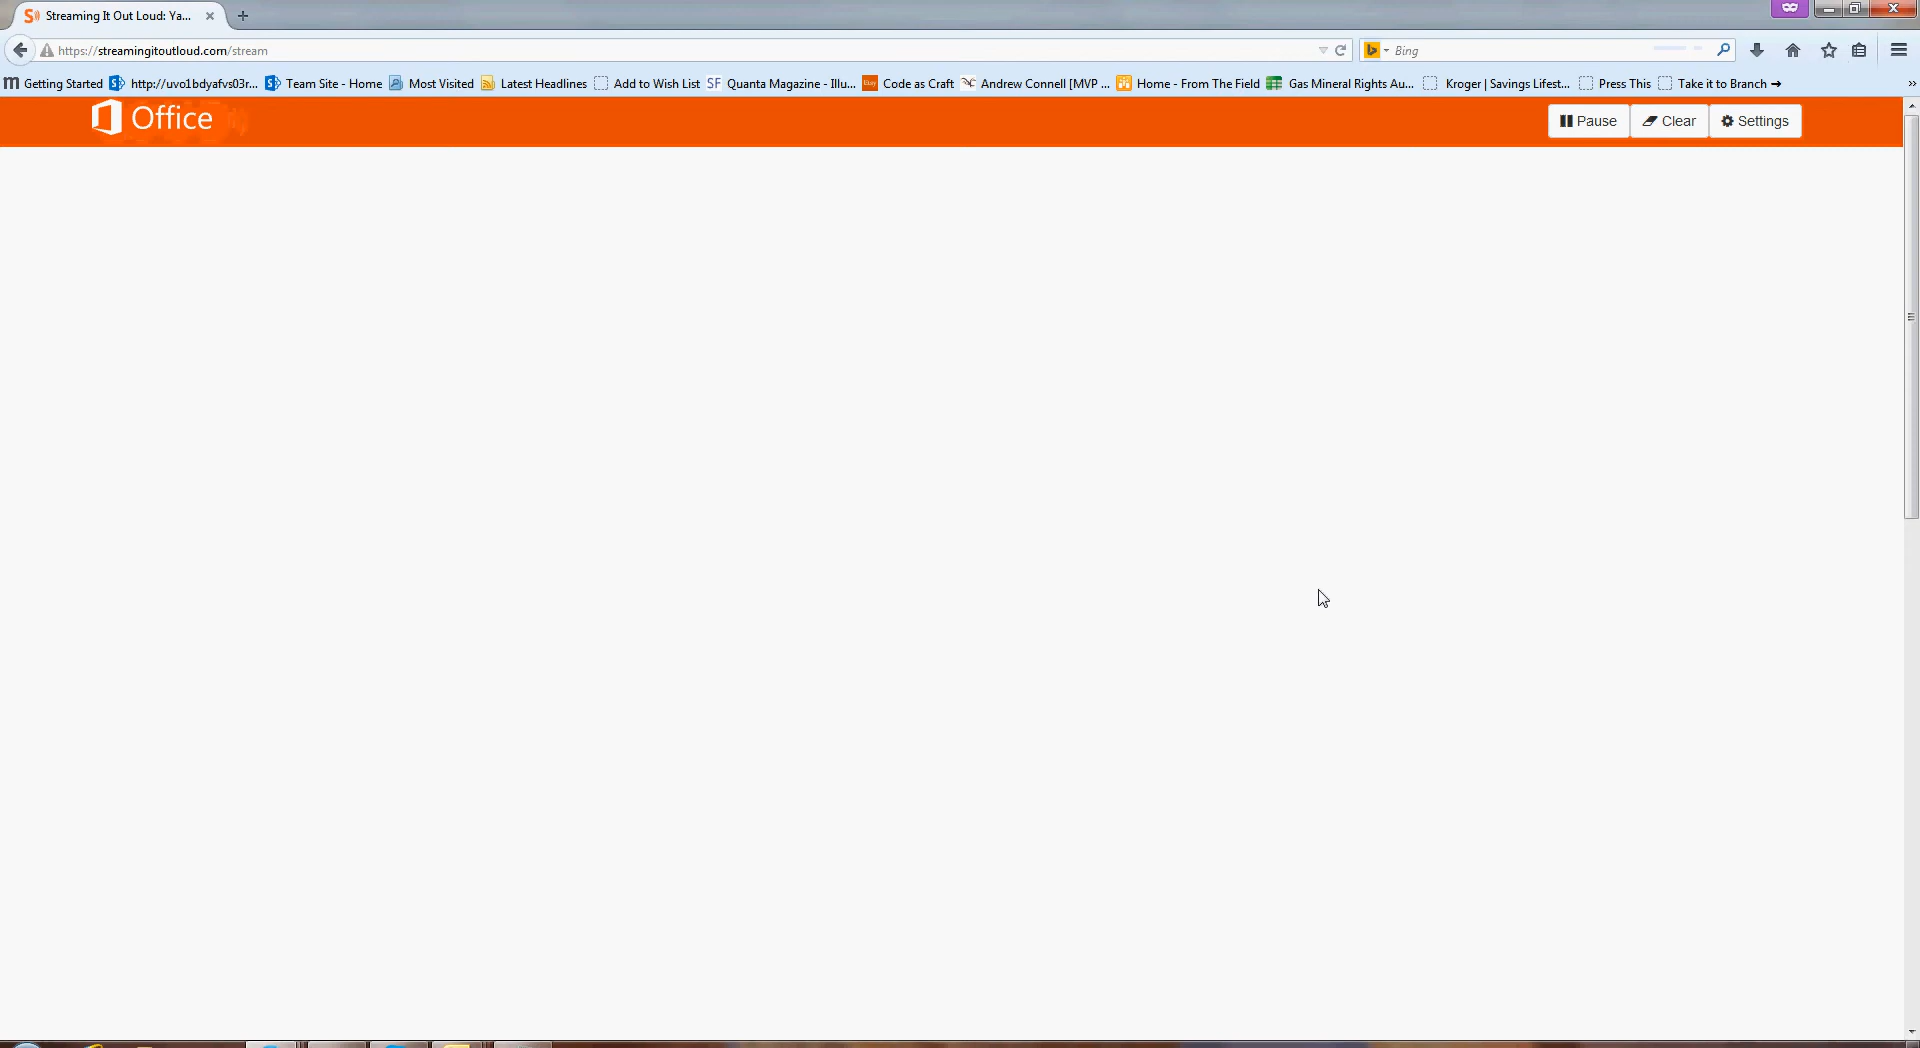 Streaming It Out Loud: Ya...
https://streamingitoutloud.com/stream
Bing
Getting Started http://uvo1bdyafvs03r... Team Site - Home Most Visited Latest Headlines Add to Wish List SF Quanta Magazine - Illu... Etsy Code as Craft Andrew Connell [MVP ... Home - From The Field Gas Mineral Rights Au... Kroger | Savings Lifest... Press This Take it to Branch →
Office Pause Clear Settings